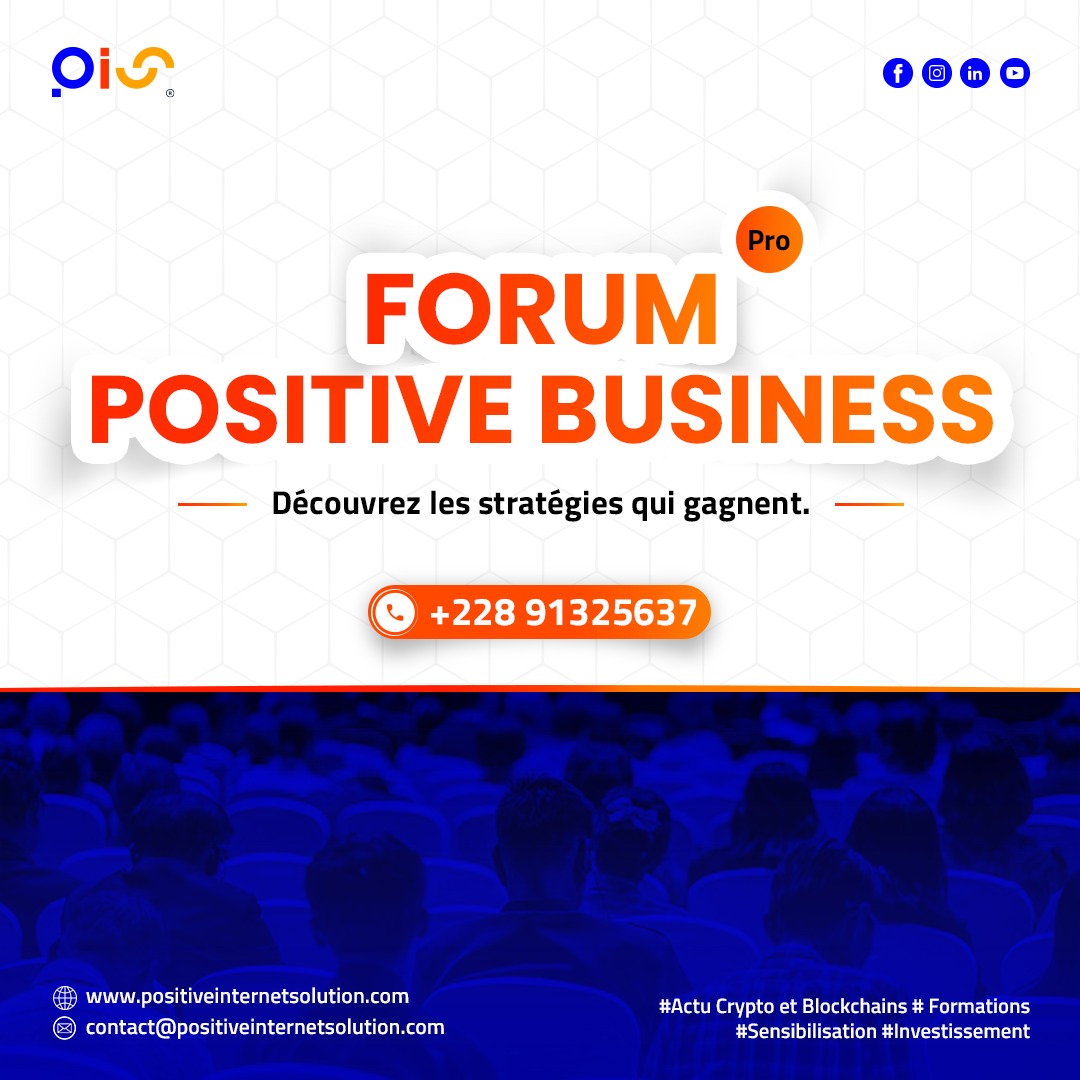 pis
®
Pro
FORUM
POSITIVE BUSINESS
Découvrez les stratégies qui gagnent.
+228 91325637
www.positiveinternetsolution.com
contact@positiveinternetsolution.com
#Actu Crypto et Blockchains # Formations
#Sensibilisation #Investissement